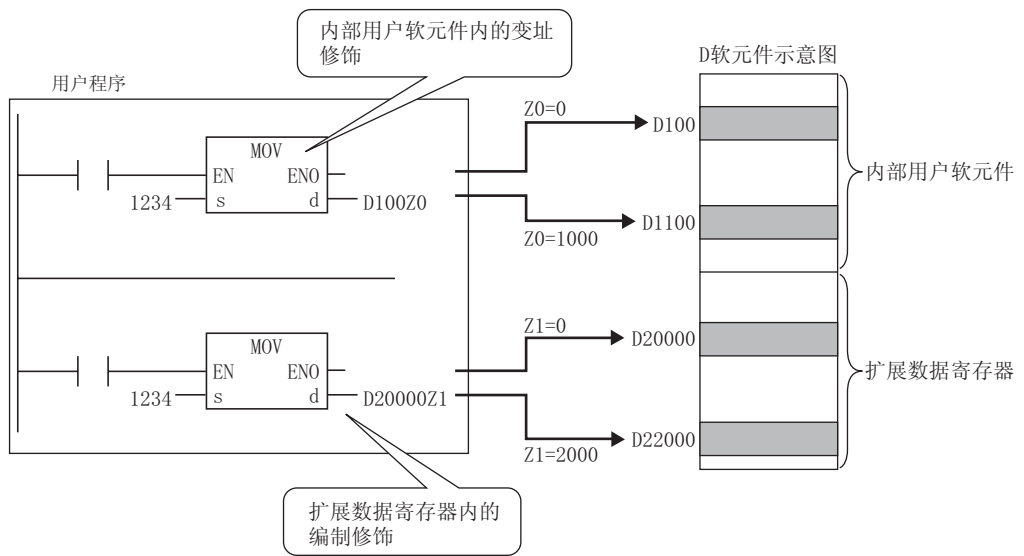 内部用户软元件内的变址
修饰
D软元件示意图
用户程序
Z0=0
D100
MOV
EN ENO
1234 s d D100Z0
内部用户软元件
D1100
Z0=1000
Z1=0
D20000
MOV
EN ENO
1234 s d D20000Z1
扩展数据寄存器
D22000
Z1=2000
扩展数据寄存器内的
编制修饰